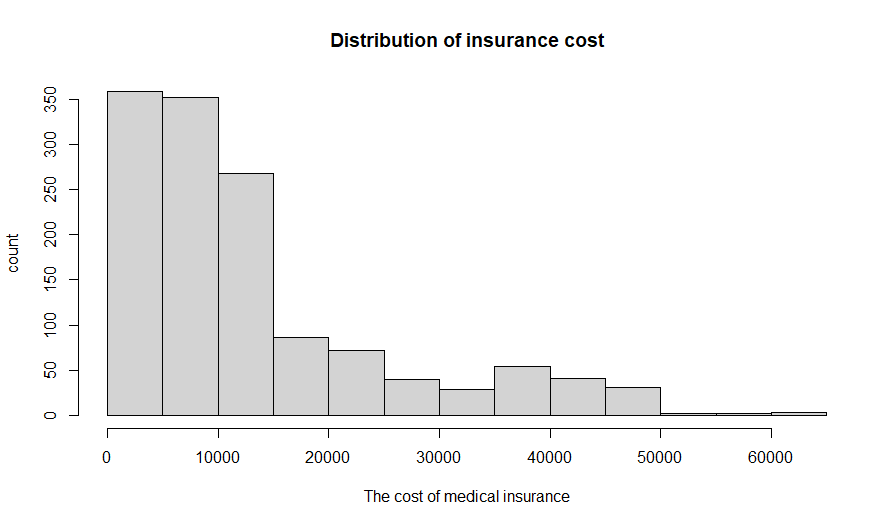 Distribution of insurance cost
350
300
250
200
150
100
50
0
count
0 10000 20000 30000 40000 50000 60000
The cost of medical insurance